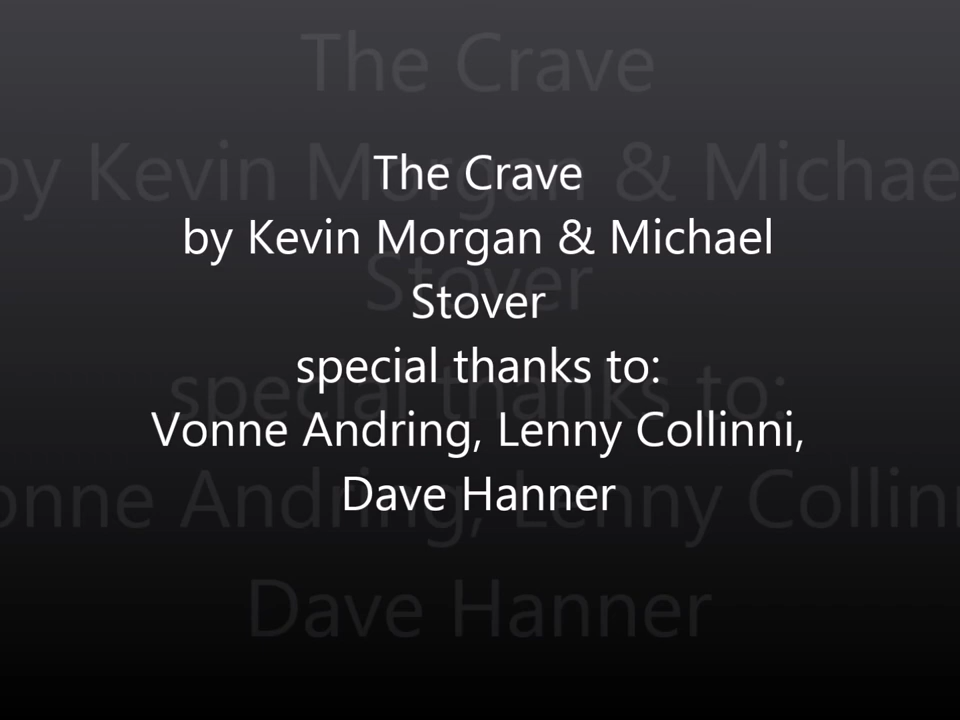 The Crave
by Kevin Morgan & Michael
Stover
special thanks to:
Vonne Andring, Lenny Collinni,
Dave Hanner